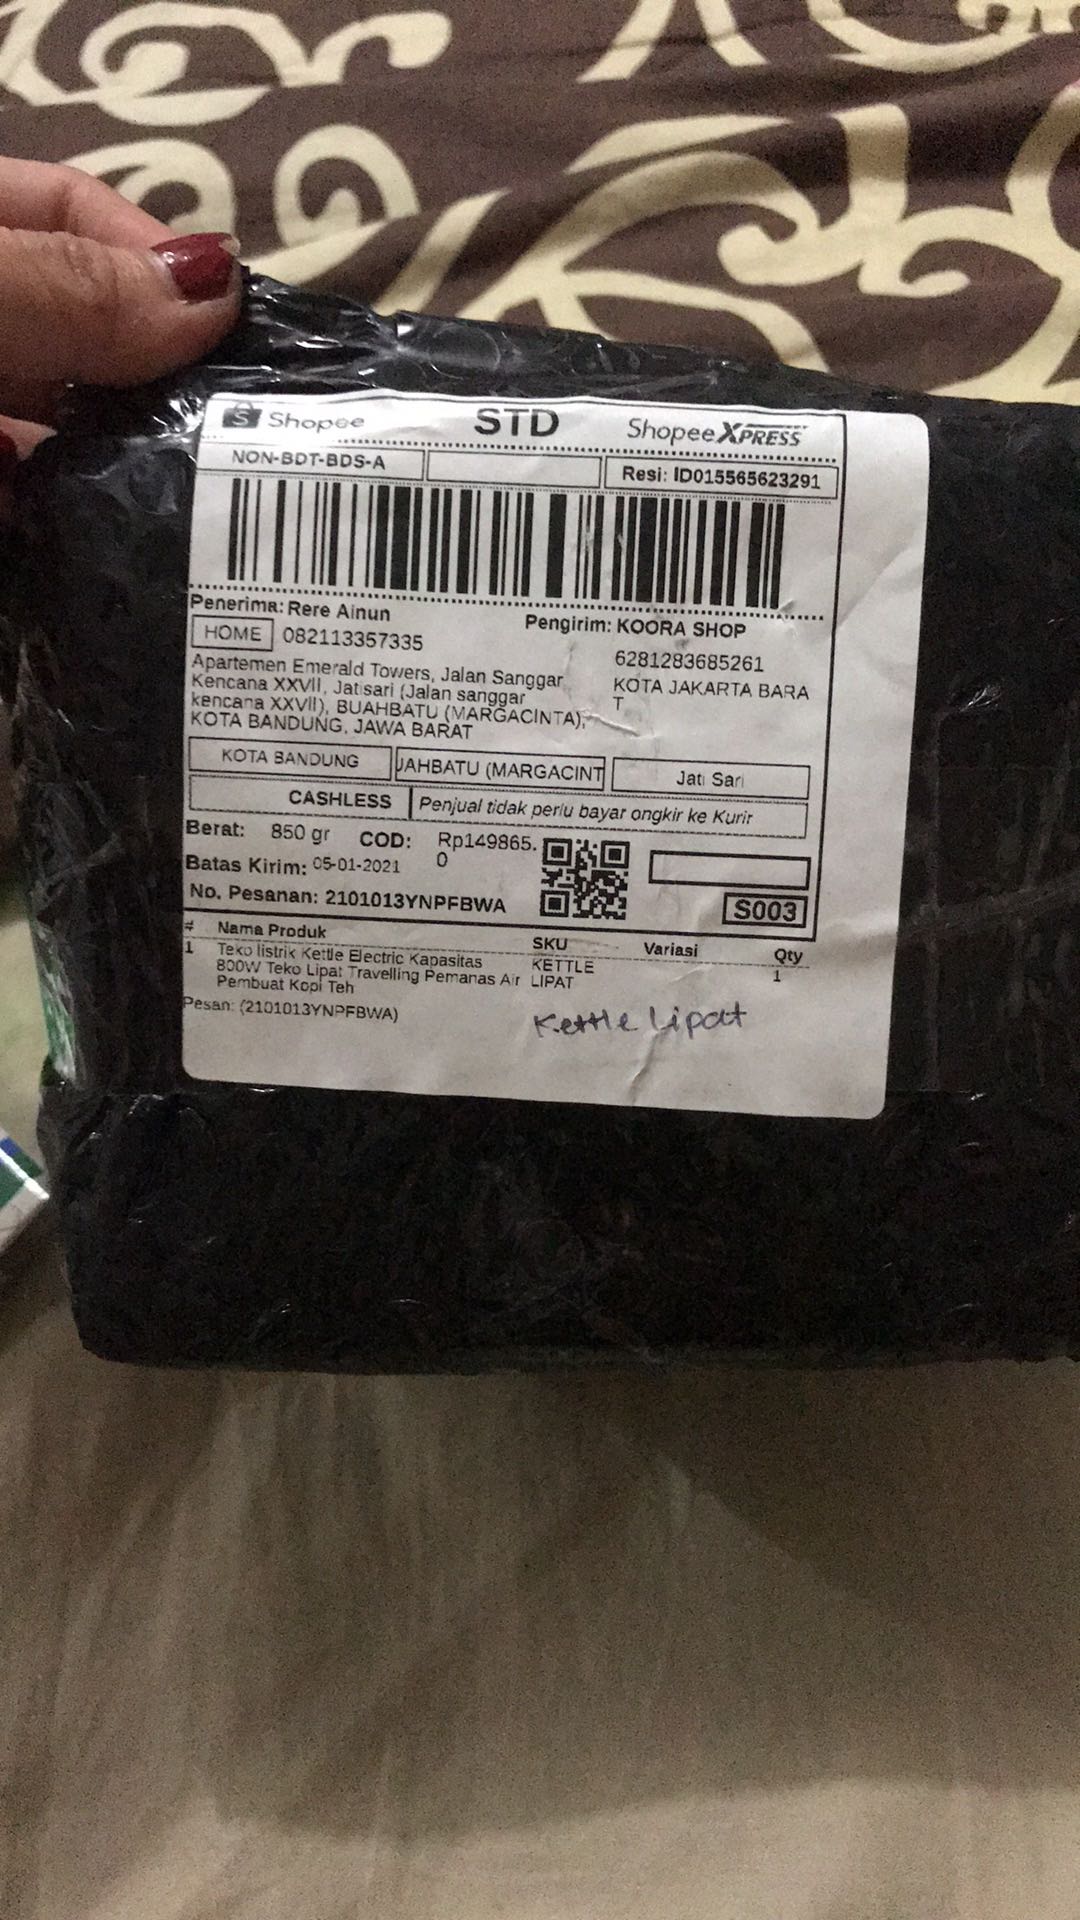 Shopee STD Shopee XPRESS
NON-BDT-BDS-A Resi: ID015565623291
Penerima: Rere Ainun Pengirim: KOORA SHOP
HOME 082113357335 6281283685261
Apartemen Emerald Towers, Jalan Sanggar KOTA JAKARTA BARA
Kencana XXVII, Jatisari (Jalan sanggar T
kencana XXVII), BUAHBATU (MARGACINTA),
KOTA BANDUNG, JAWA BARAT
KOTA BANDUNG JAHBATU (MARGACINT Jati Sari
CASHLESS Penjual tidak perlu bayar ongkir ke Kurir
Berat: 850 gr COD: Rp149865.
0
Batas Kirim: 05-01-2021
No. Pesanan: 2101013YNPFBWA S003
# Nama Produk SKU Variasi Qty
1 Teko listrik Kettle Electric Kapasitas KETTLE 1
800W Teko Lipat Travelling Pemanas Air LIPAT
Pembuat Kopi Teh
Pesan: (2101013YNPFBWA)
Kettle Lipat